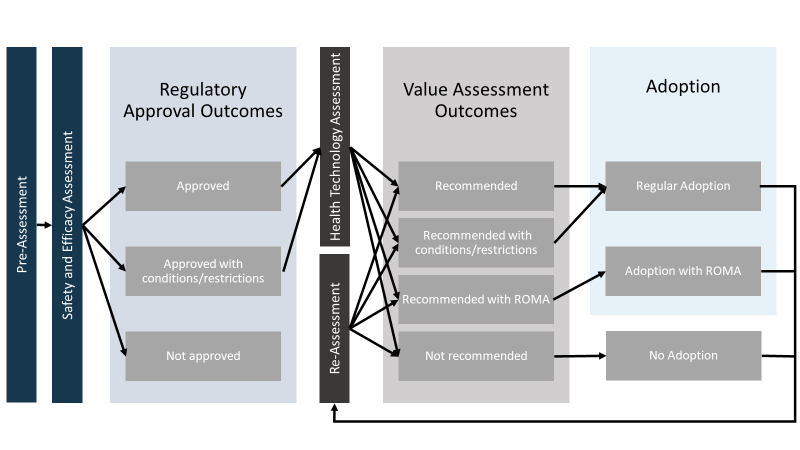 Pre-Assessment
Safety and Efficacy Assessment
Regulatory
Approval Outcomes
Approved
Approved with
conditions/restrictions
Not approved
Health Technology Assessment
Re-Assessment
Value Assessment
Outcomes
Recommended
Recommended with
conditions/restrictions
Recommended with ROMA
Not recommended
Adoption
Regular Adoption
Adoption with ROMA
No Adoption